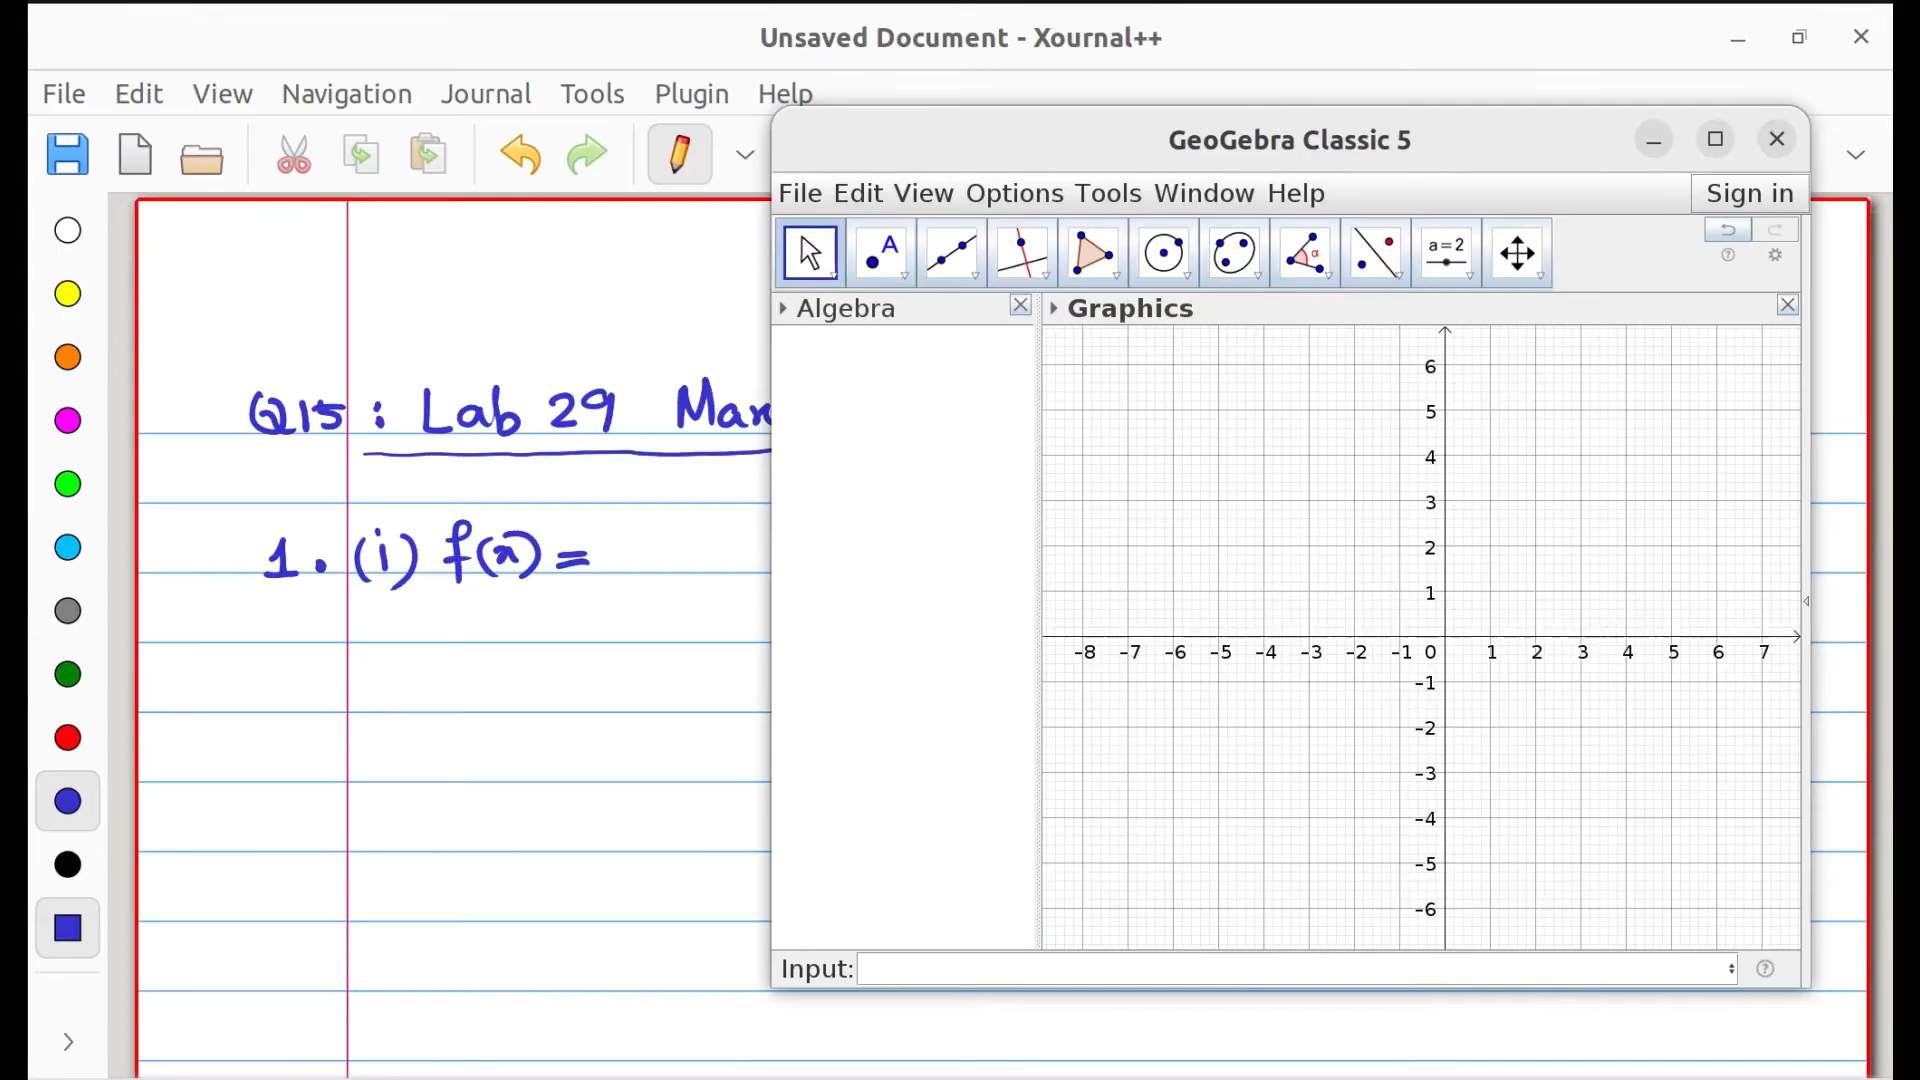 Unsaved Document - Xournal++
File Edit View Navigation Journal Tools Plugin Help
GeoGebra Classic 5
File Edit View Options Tools Window Help
Sign in
A
α
a=2
Algebra
Graphics
Q15 : Lab 29
1. (i) f(x) =
6
5
4
3
2
1
-8 -7 -6 -5 -4 -3 -2 -1 0 1 2 3 4 5 6 7
-1
-2
-3
-4
-5
-6
Input: